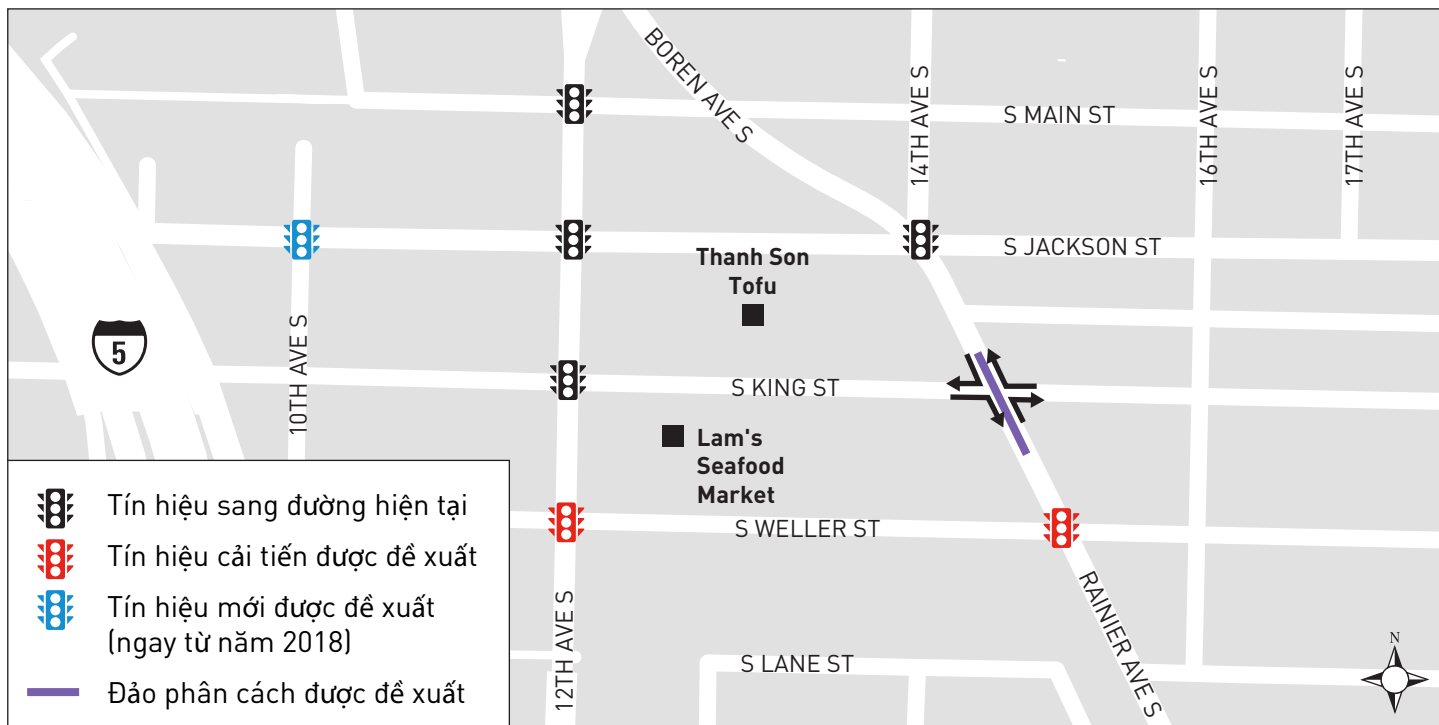 BOREN AVE S
14TH AVE S
16TH AVE S
17TH AVE S
S MAIN ST
S JACKSON ST
Thanh Son
Tofu
5
10TH AVE S
S KING ST
Lam's
Seafood
Market
S WELLER ST
12TH AVE S
RAINIER AVE S
S LANE ST
N
Tín hiệu sang đường hiện tại
Tín hiệu cải tiến được đề xuất
Tín hiệu mới được đề xuất
(ngay từ năm 2018)
Đảo phân cách được đề xuất